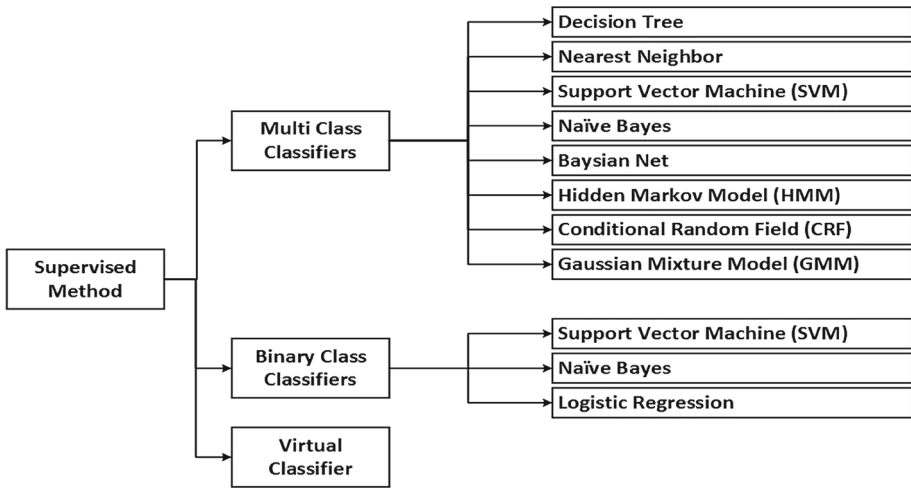 Supervised
Method
Multi Class
Classifiers
Decision Tree
Nearest Neighbor
Support Vector Machine (SVM)
Naïve Bayes
Baysian Net
Hidden Markov Model (HMM)
Conditional Random Field (CRF)
Gaussian Mixture Model (GMM)
Binary Class
Classifiers
Support Vector Machine (SVM)
Naïve Bayes
Logistic Regression
Virtual
Classifier